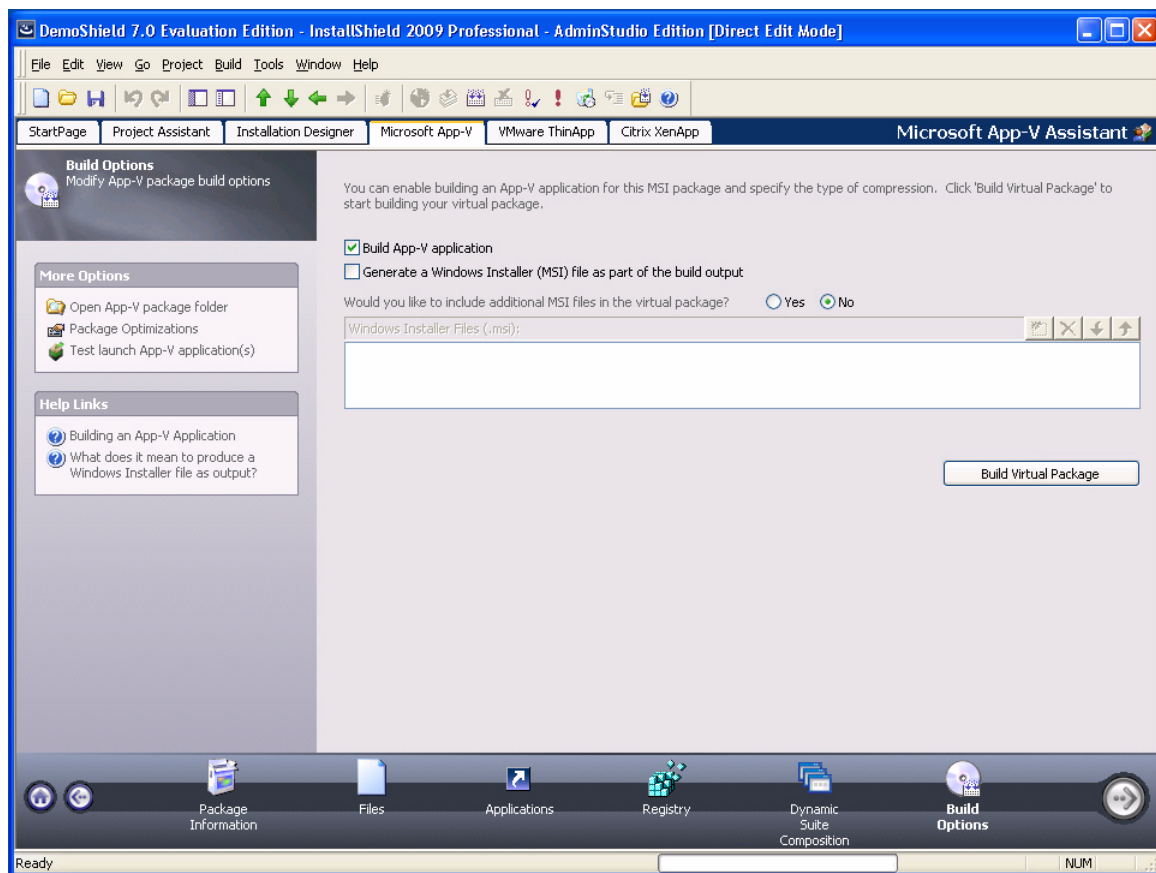 DemoShield 7.0 Evaluation Edition - InstallShield 2009 Professional - AdminStudio Edition [Direct Edit Mode]
File Edit View Go Project Build Tools Window Help
StartPage Project Assistant Installation Designer Microsoft App-V VMware ThinApp Citrix XenApp Microsoft App-V Assistant
Build Options
Modify App-V package build options
More Options
Open App-V package folder
Package Optimizations
Test launch App-V application(s)
Help Links
Building an App-V Application
What does it mean to produce a
Windows Installer file as output?
You can enable building an App-V application for this MSI package and specify the type of compression. Click 'Build Virtual Package' to
start building your virtual package.
Build App-V application
Generate a Windows Installer (MSI) file as part of the build output
Would you like to include additional MSI files in the virtual package? Yes No
Windows Installer Files (.msi):
Build Virtual Package
Package
Information
Files
Applications
Registry
Dynamic
Suite
Composition
Build
Options
Ready NUM